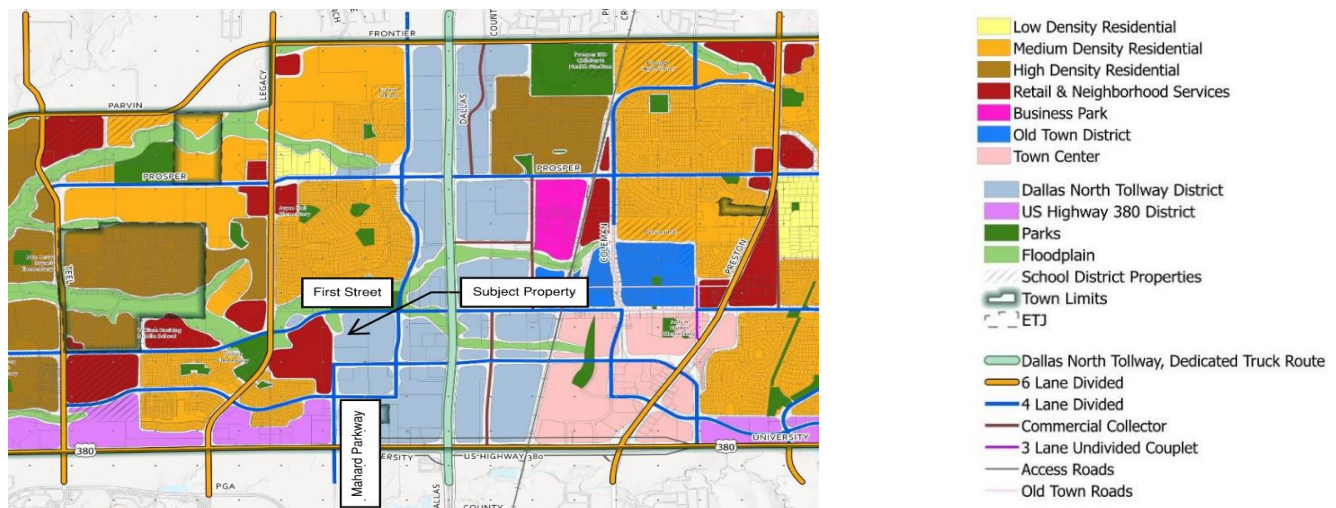 FRONTIER
PARVIN
LEGACY
DALLAS
COUNT
PROSPER
PROSPER
COLEMAN
PRESTON
TEEL
First Street
Subject Property
Mahard Parkway
380
380
UNIVERSITY
US HIGHWAY 380
PGA
DALLAS
COUNTY
Low Density Residential
Medium Density Residential
High Density Residential
Retail & Neighborhood Services
Business Park
Old Town District
Town Center
Dallas North Tollway District
US Highway 380 District
Parks
Floodplain
School District Properties
Town Limits
ETJ
Dallas North Tollway, Dedicated Truck Route
6 Lane Divided
4 Lane Divided
Commercial Collector
3 Lane Undivided Couplet
Access Roads
Old Town Roads